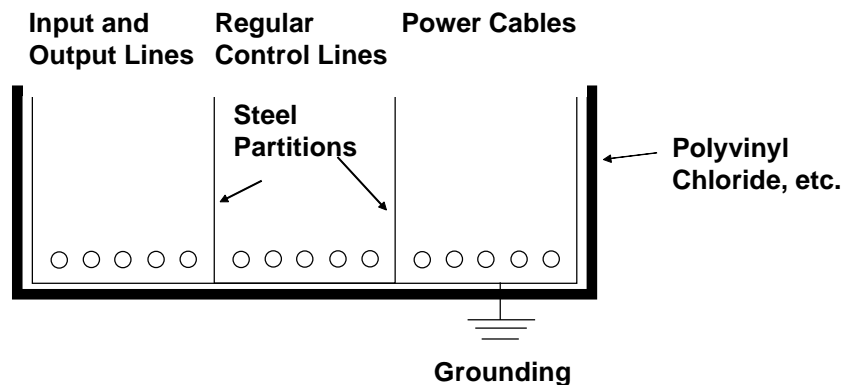 Input and
Output Lines
Regular
Control Lines
Power Cables
Steel
Partitions
Polyvinyl
Chloride, etc.
Grounding